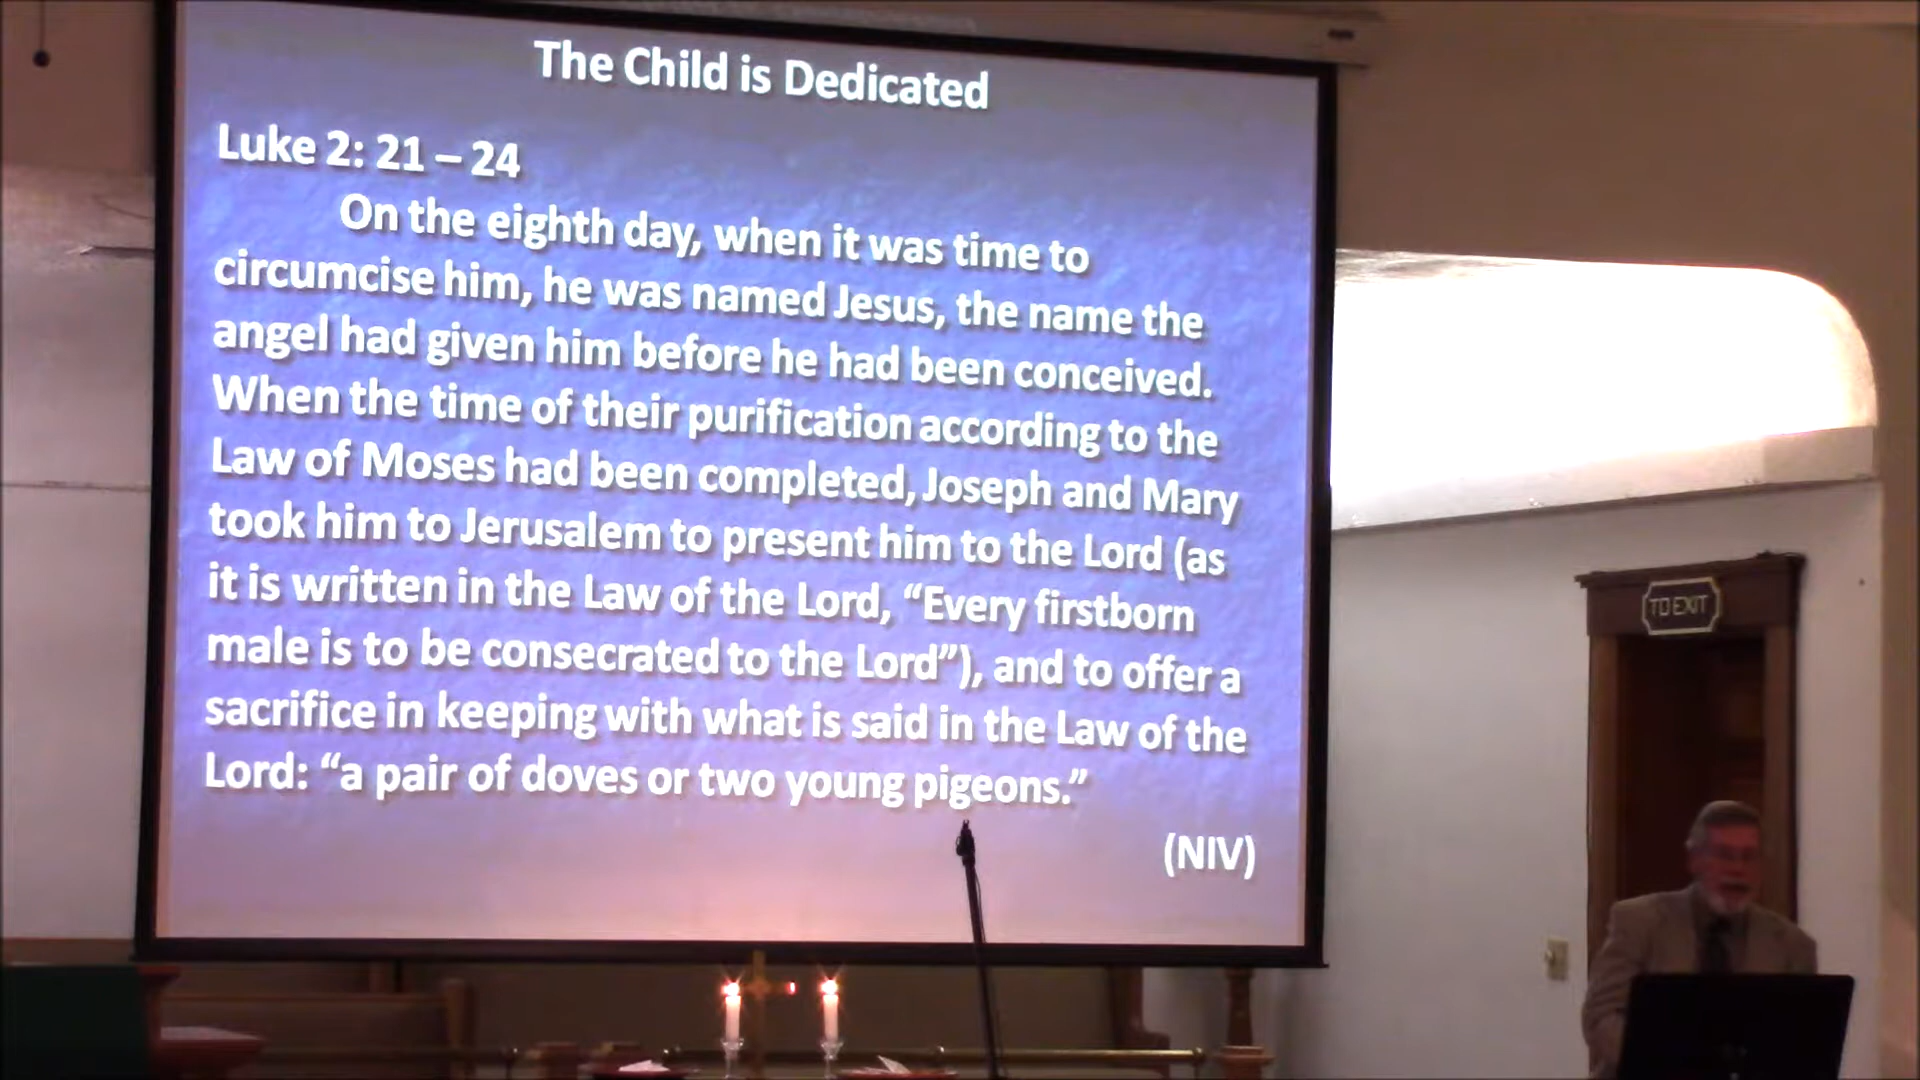 The Child is Dedicated
Luke 2: 21 – 24
On the eighth day, when it was time to
circumcise him, he was named Jesus, the name the
angel had given him before he had been conceived.
When the time of their purification according to the
Law of Moses had been completed, Joseph and Mary
took him to Jerusalem to present him to the Lord (as
it is written in the Law of the Lord, “Every firstborn
male is to be consecrated to the Lord”), and to offer a
sacrifice in keeping with what is said in the Law of the
Lord: “a pair of doves or two young pigeons.”
(NIV)
TO EXIT